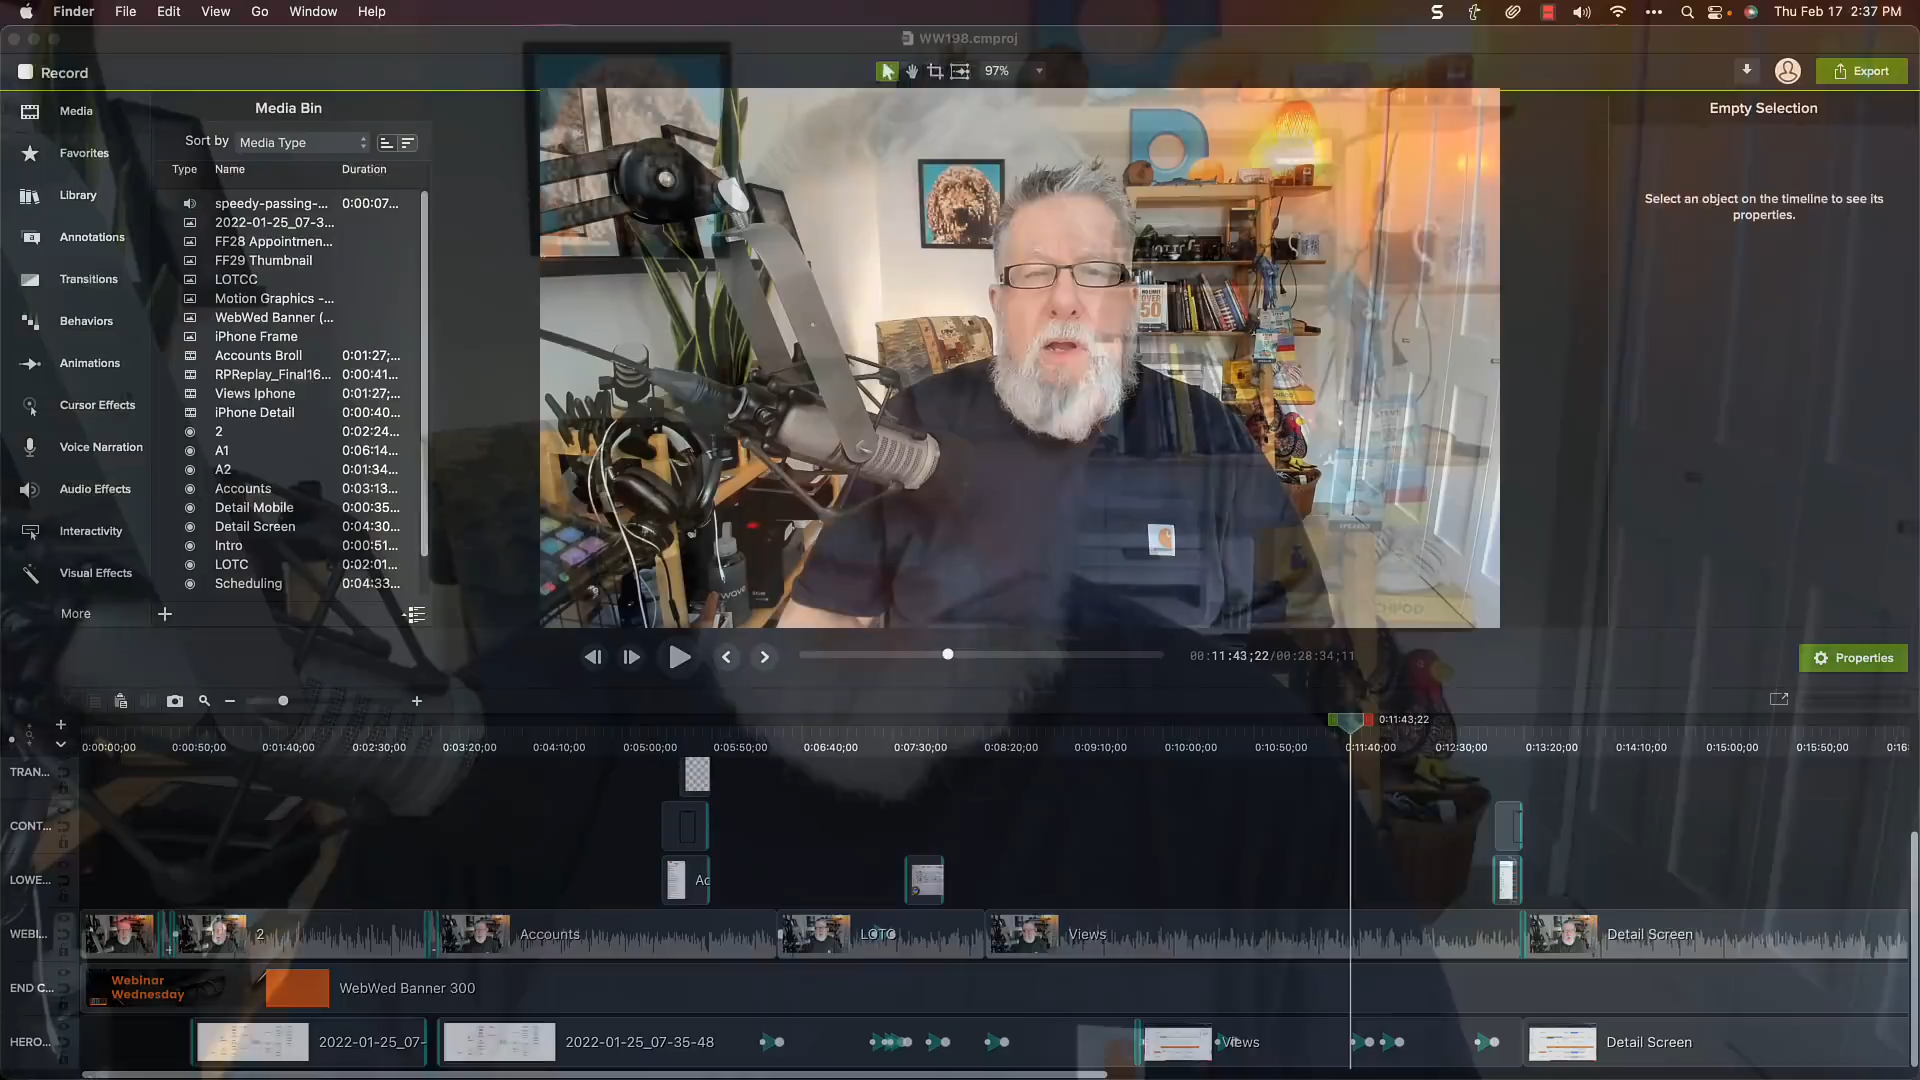 Finder File Edit View Go Window Help
Thu Feb 17 2:37 PM
WW198.cmproj
Record
97%
Export
Media
Favorites
Library
Annotations
Transitions
Behaviors
Animations
Cursor Effects
Voice Narration
Audio Effects
Interactivity
Visual Effects
More
Media Bin
Sort by Media Type
Type Name Duration
speedy-passing-... 0:00:07...
2022-01-25_07-3...
FF28 Appointmen...
FF29 Thumbnail
LOTCC
Motion Graphics -...
WebWed Banner (...
iPhone Frame
Accounts Broll 0:01:27;...
RPReplay_Final16... 0:00:41...
Views Iphone 0:01:27;...
iPhone Detail 0:00:40...
2 0:02:24...
A1 0:06:14...
A2 0:01:34...
Accounts 0:03:13...
Detail Mobile 0:00:35...
Detail Screen 0:04:30...
Intro 0:00:51...
LOTC 0:02:01...
Scheduling 0:04:33...
NO LIMIT
OVER
50
wave
Empty Selection
Select an object on the timeline to see its
properties.
00:11:43;22/00:28:34;11
Properties
0:11:43;22
0:00:00;00 0:00:50;00 0:01:40;00 0:02:30;00 0:03:20;00 0:04:10;00 0:05:00;00 0:05:50;00 0:06:40;00 0:07:30;00 0:08:20;00 0:09:10;00 0:10:00;00 0:10:50;00 0:11:40;00 0:12:30;00 0:13:20;00 0:14:10;00 0:15:00;00 0:15:50;00 0:16:
TRAN...
CONT...
LOWE... Ac
WEBI... 2 Accounts LOTC Views Detail Screen
END C... Webinar
Wednesday
WebWed Banner 300
HERO... 2022-01-25_07- 2022-01-25_07-35-48 Views Detail Screen